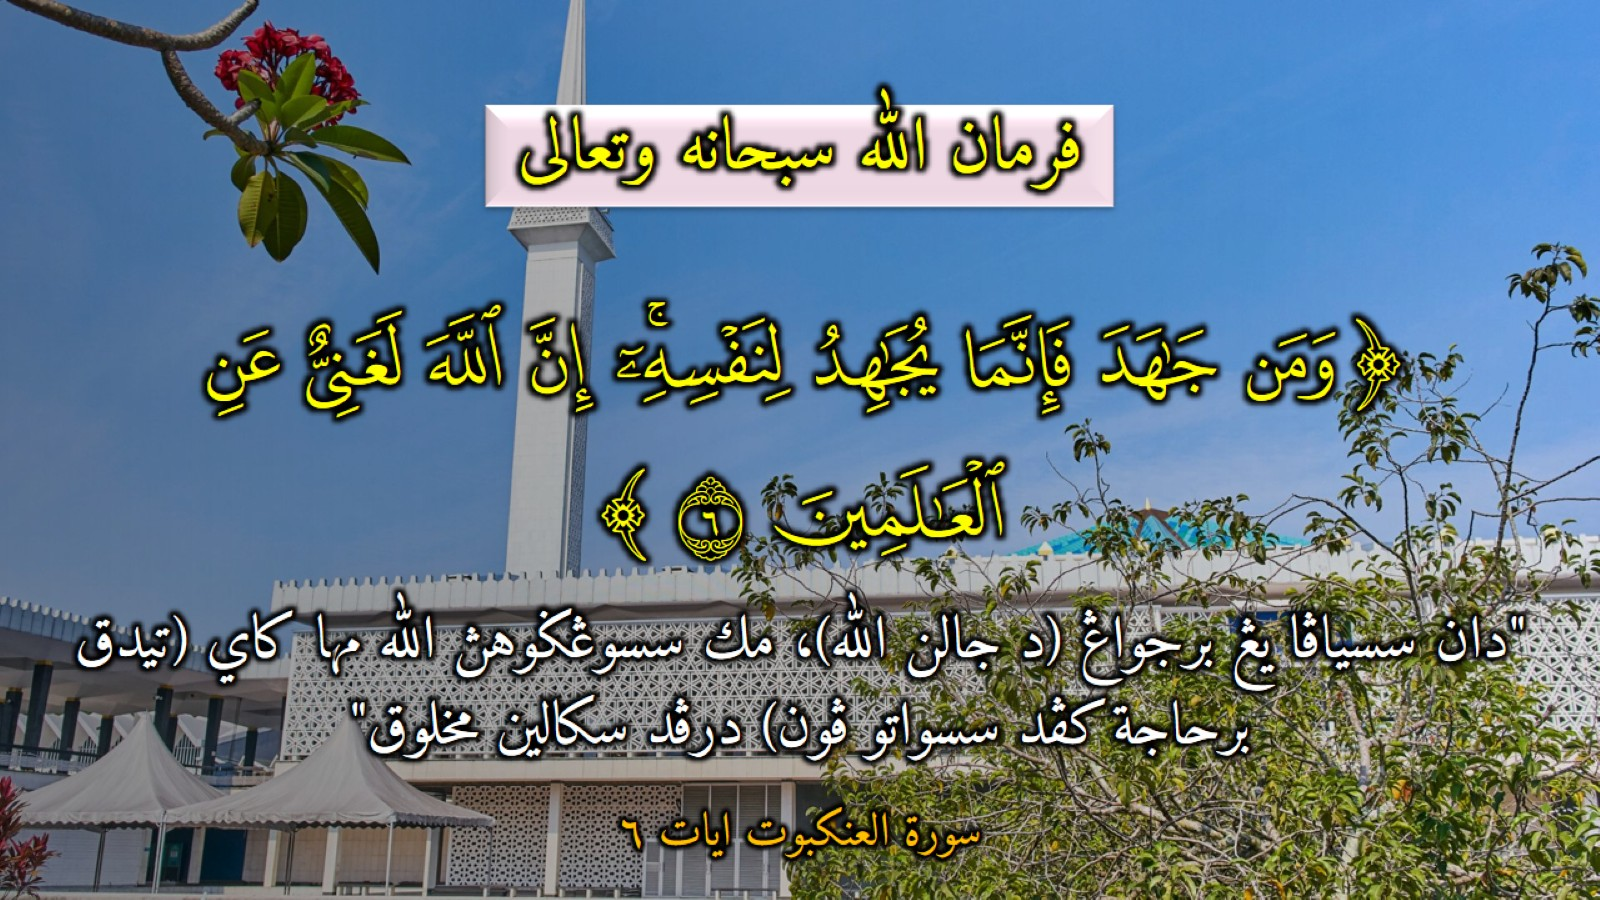 فرمان الله سبحانه وتعالى
﴿ وَمَن جَـٰهَدَ فَإِنَّمَا يُجَـٰهِدُ لِنَفْسِهِۦٓ ۚ إِنَّ ٱللَّهَ لَغَنِىٌّ عَنِ
ٱلْعَـٰلَمِينَ ٦ ﴾
"دان سسياڤا يڠ برجواڠ (د جالن الله)، مك سسوڠݢوهڽ الله مها كاي (تيدق
برحاجة كڤد سسواتو ڤون) درڤد سكالين مخلوق"
سورة العنكبوت ايات ٦